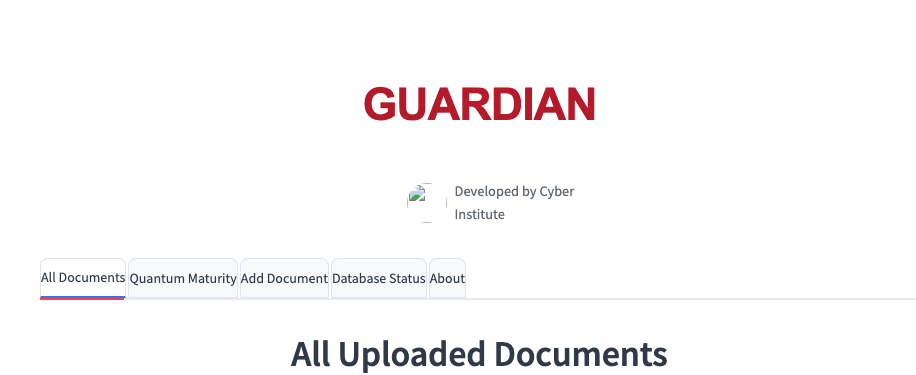 GUARDIAN
Developed by Cyber
Institute
All Documents Quantum Maturity Add Document Database Status About
All Uploaded Documents